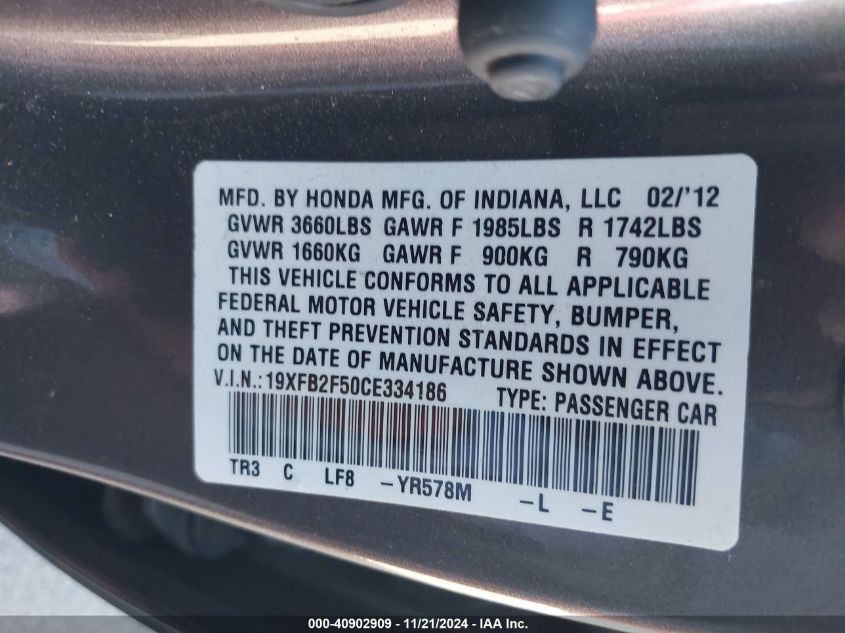 MFD. BY HONDA MFG. OF INDIANA, LLC 02/'12
GVWR 3660LBS GAWR F 1985LBS R 1742LBS
GVWR 1660KG GAWR F 900KG R 790KG
THIS VEHICLE CONFORMS TO ALL APPLICABLE
FEDERAL MOTOR VEHICLE SAFETY, BUMPER,
AND THEFT PREVENTION STANDARDS IN EFFECT
ON THE DATE OF MANUFACTURE SHOWN ABOVE.
V.I.N.:19XFB2F50CE334186 TYPE: PASSENGER CAR
TR3 C LF8 -YR578M -L -E
000-40902909 - 11/21/2024 - IAA Inc.